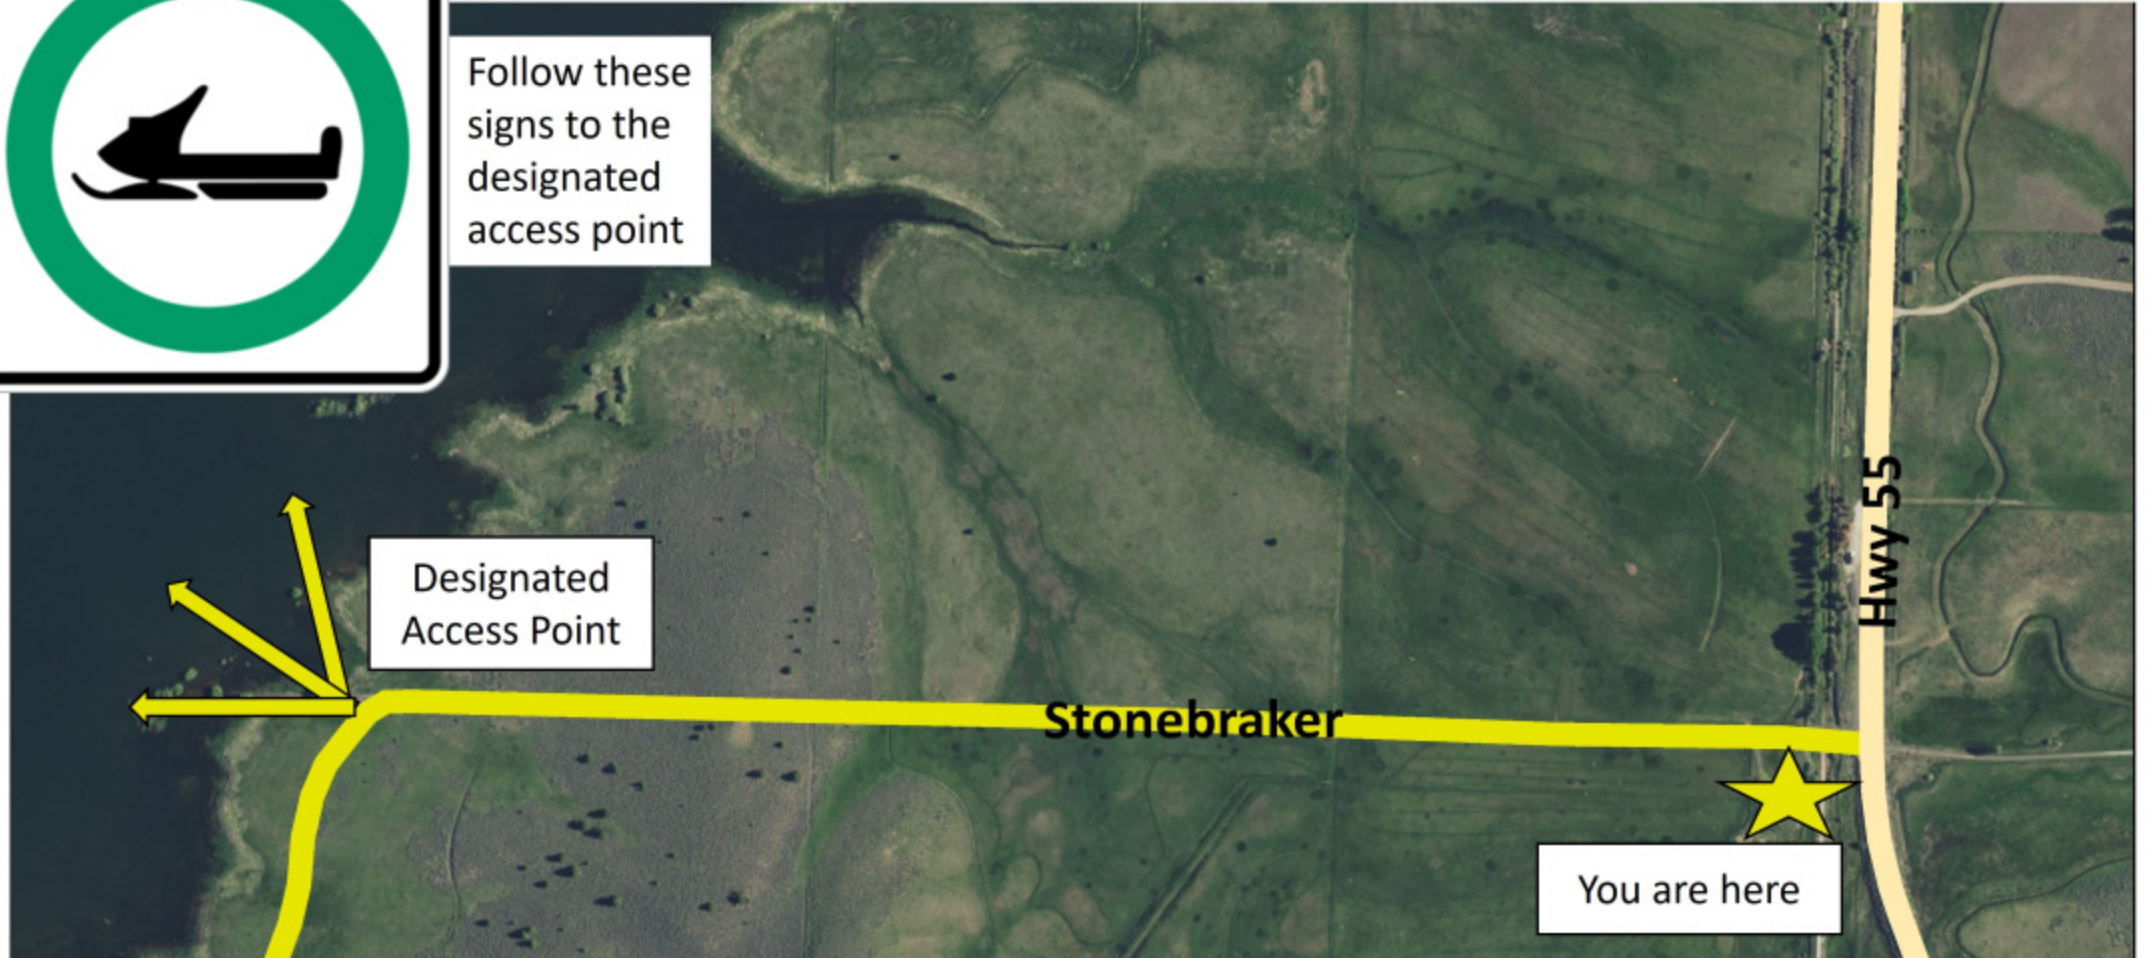 Follow these
signs to the
designated
access point
Designated
Access Point
Hwy 55
Stonebraker
You are here